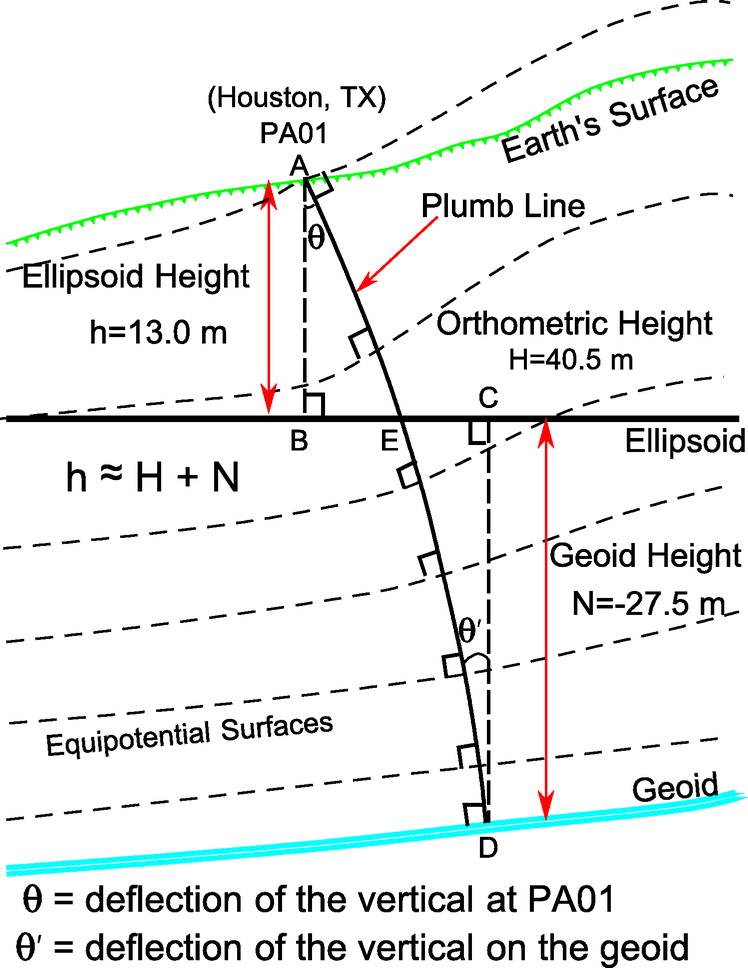 (Houston, TX)
PA01
A
Earth's Surface
Plumb Line
θ
Ellipsoid Height
h=13.0 m
Orthometric Height
H=40.5 m
C
B
E
Ellipsoid
h ≈ H + N
Geoid Height
N=-27.5 m
θ′
Equipotential Surfaces
Geoid
D
θ = deflection of the vertical at PA01
θ′ = deflection of the vertical on the geoid